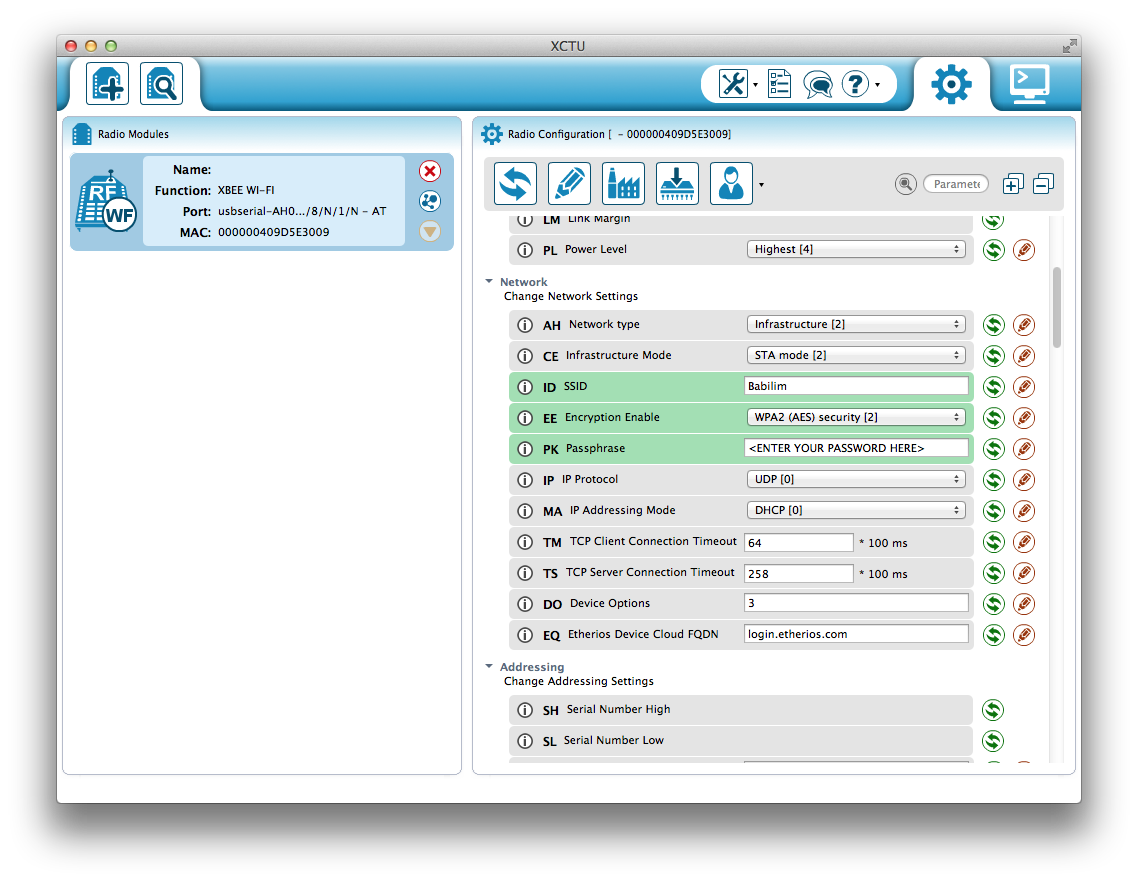 XCTU
Radio Modules
RF
WF
Name:
Function: XBEE WI-FI
Port: usbserial-AH0.../8/N/1/N - AT
MAC: 000000409D5E3009
Radio Configuration [ - 000000409D5E3009]
Paramete
LM Link Margin
PL Power Level Highest [4]
Network
Change Network Settings
AH Network type Infrastructure [2]
CE Infrastructure Mode STA mode [2]
ID SSID Babilim
EE Encryption Enable WPA2 (AES) security [2]
PK Passphrase <ENTER YOUR PASSWORD HERE>
IP IP Protocol UDP [0]
MA IP Addressing Mode DHCP [0]
TM TCP Client Connection Timeout 64 * 100 ms
TS TCP Server Connection Timeout 258 * 100 ms
DO Device Options 3
EQ Etherios Device Cloud FQDN login.etherios.com
Addressing
Change Addressing Settings
SH Serial Number High
SL Serial Number Low